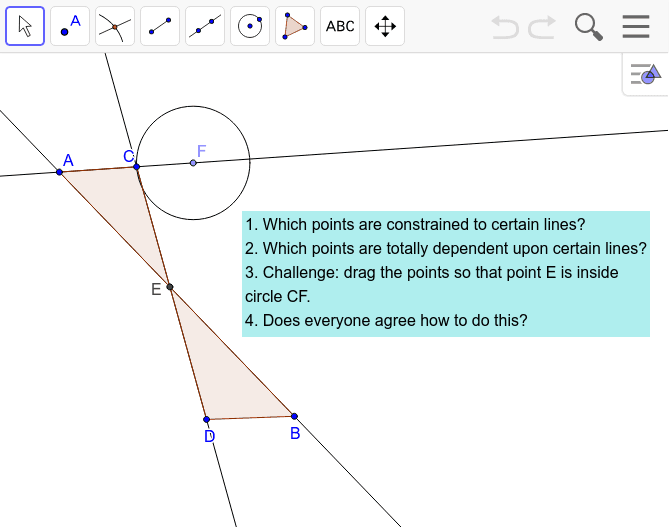 A
ABC
A
C
F
1. Which points are constrained to certain lines?
2. Which points are totally dependent upon certain lines?
3. Challenge: drag the points so that point E is inside
circle CF.
4. Does everyone agree how to do this?
E
D
B